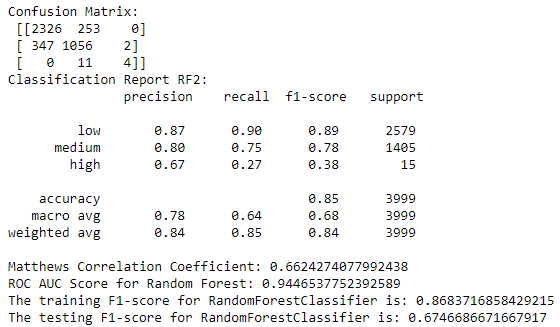 Confusion Matrix:
[[2326 253 0]
[ 347 1056 2]
[ 0 11 4]]
Classification Report RF2:
precision recall f1-score support
low 0.87 0.90 0.89 2579
medium 0.80 0.75 0.78 1405
high 0.67 0.27 0.38 15
accuracy 0.85 3999
macro avg 0.78 0.64 0.68 3999
weighted avg 0.84 0.85 0.84 3999
Matthews Correlation Coefficient: 0.6624274077992438
ROC AUC Score for Random Forest: 0.9446537752392589
The training F1-score for RandomForestClassifier is: 0.8683716858429215
The testing F1-score for RandomForestClassifier is: 0.6746686671667917